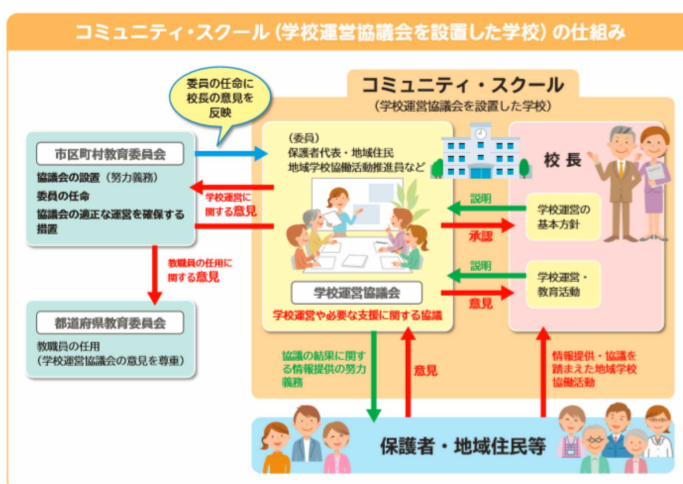 コミュニティ・スクール(学校運営協議会を設置した学校)の仕組み
委員の任命に
校長の意見を
反映
コミュニティ・スクール
(学校運営協議会を設置した学校)
市区町村教育委員会
協議会の設置(努力義務)
委員の任命
協議会の適正な運営を確保する
措置
学校運営に
関する意見
(委員)
保護者代表・地域住民
地域学校協働活動推進員など
学校運営協議会
学校運営や必要な支援に関する協議
校長
説明
承認
学校運営の
基本方針
説明
意見
学校運営・
教育活動
教職員の任用に
関する意見
都道府県教育委員会
教職員の任用
(学校運営協議会の意見を尊重)
協議の結果に関す
る情報提供の努力
義務
意見
情報提供・協議を
踏まえた地域学校
協働活動
保護者・地域住民等